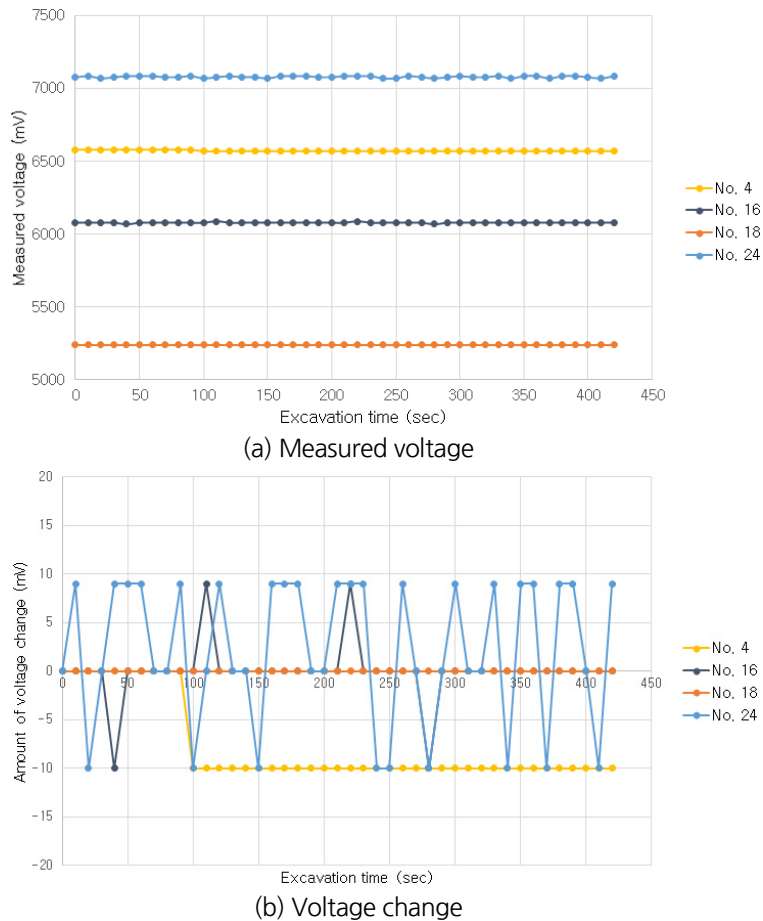 7500
7000
6500
6000
5500
5000
Measured voltage (mV)
0 50 100 150 200 250 300 350 400 450
Excavation time (sec)
No. 4
No. 16
No. 18
No. 24
(a) Measured voltage
20
15
10
5
0
-5
-10
-15
-20
Amount of voltage change (mV)
0 50 100 150 200 250 300 350 400 450
Excavation time (sec)
No. 4
No. 16
No. 18
No. 24
(b) Voltage change